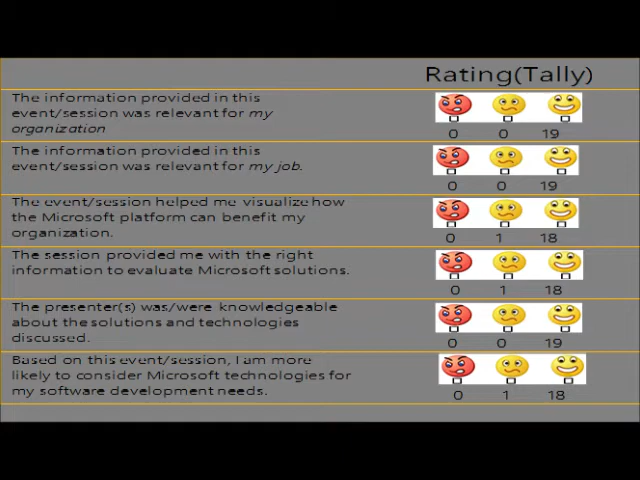 Rating(Tally)
The information provided in this
event/session was relevant for my
organization
0 0 19
The information provided in this
event/session was relevant for my job.
0 0 19
The event/session helped me visualize how
the Microsoft platform can benefit my
organization.
0 1 18
The session provided me with the right
information to evaluate Microsoft solutions.
0 1 18
The presenter(s) was/were knowledgeable
about the solutions and technologies
discussed.
0 0 19
Based on this event/session, I am more
likely to consider Microsoft technologies for
my software development needs.
0 1 18